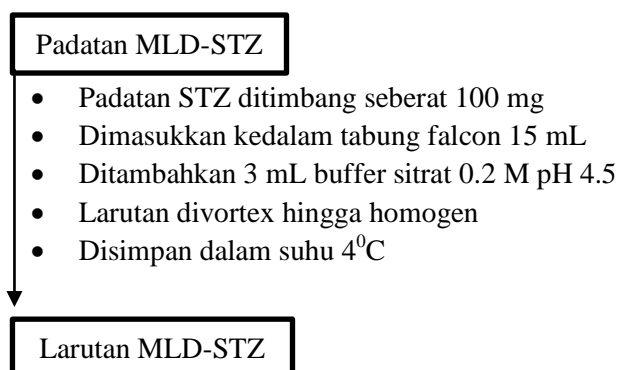 Padatan MLD-STZ
• Padatan STZ ditimbang seberat 100 mg
• Dimasukkan kedalam tabung falcon 15 mL
• Ditambahkan 3 mL buffer sitrat 0.2 M pH 4.5
• Larutan divortex hingga homogen
• Disimpan dalam suhu 4⁰C
Larutan MLD-STZ